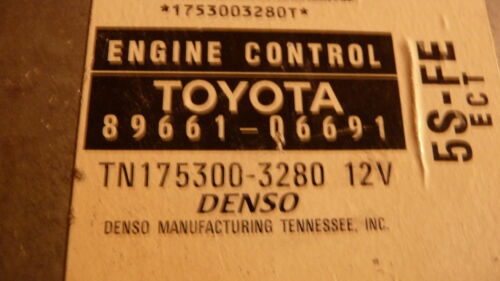 *1753003280T*
ENGINE CONTROL
TOYOTA
89661-06691
TN175300-3280 12V
DENSO
DENSO MANUFACTURING TENNESSEE, INC.
5S-FE
ECT